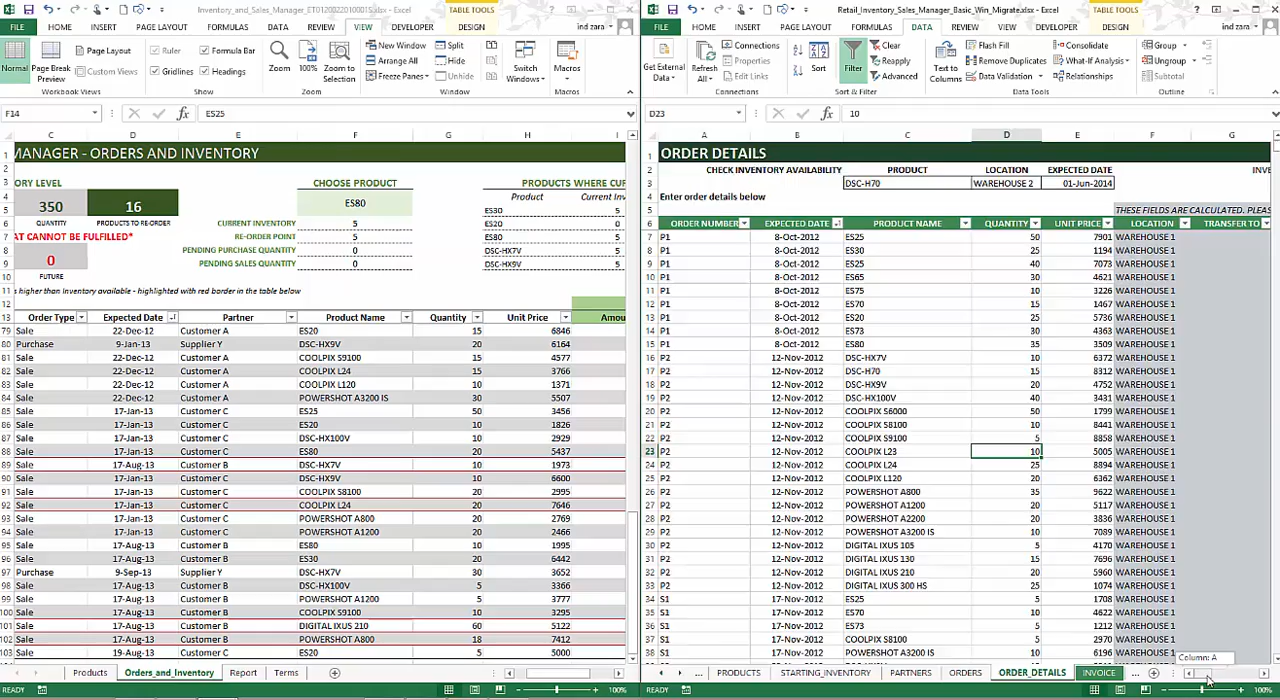 Inventory_and_Sales_Manager_ET0120022010001S.xlsx - Excel
TABLE TOOLS
FILE HOME INSERT PAGE LAYOUT FORMULAS DATA REVIEW VIEW DEVELOPER DESIGN ind zara
Normal
Page Break Preview
Page Layout
Custom Views
Workbook Views
Ruler
Formula Bar
Gridlines
Headings
Show
Zoom
100%
Zoom to Selection
Zoom
New Window
Arrange All
Freeze Panes
Split
Hide
Unhide
Switch Windows
Window
Macros
Macros
F14 ES25
C D E F G H I
1 MANAGER - ORDERS AND INVENTORY
2
3 ORY LEVEL CHOOSE PRODUCT PRODUCTS WHERE CUR
4 350 16 ES80 Product Current Inv
5 QUANTITY PRODUCTS TO RE-ORDER ES30 5
6 CURRENT INVENTORY 5 ES20 0
7 AT CANNOT BE FULFILLED* RE-ORDER POINT 5 ES80 5
8 0 PENDING PURCHASE QUANTITY 0 DSC-HX7V 5
9 PENDING SALES QUANTITY 0 DSC-HX9V 5
10 FUTURE
11 s higher than Inventory available - highlighted with red border in the table below
12
13 Order Type Expected Date Partner Product Name Quantity Unit Price Amou
79 Sale 22-Dec-12 Customer A ES20 15 6846
80 Purchase 9-Jan-13 Supplier Y DSC-HX9V 20 6164
81 Sale 22-Dec-12 Customer A COOLPIX S9100 15 4577
82 Sale 22-Dec-12 Customer A COOLPIX L24 15 3766
83 Sale 22-Dec-12 Customer A COOLPIX L120 10 1371
84 Sale 22-Dec-12 Customer A POWERSHOT A3200 IS 30 5507
85 Sale 17-Jan-13 Customer C ES25 50 3456
86 Sale 17-Jan-13 Customer C ES20 10 1826
87 Sale 17-Jan-13 Customer C DSC-HX100V 10 2929
88 Sale 17-Jan-13 Customer C ES80 20 5437
89 Sale 17-Aug-13 Customer B DSC-HX7V 10 1973
90 Sale 17-Jan-13 Customer C DSC-HX9V 10 6600
91 Sale 17-Jan-13 Customer C COOLPIX S8100 15 2995
92 Sale 17-Jan-13 Customer C COOLPIX L24 20 7646
93 Sale 17-Jan-13 Customer C POWERSHOT A800 20 2769
94 Sale 17-Jan-13 Customer C POWERSHOT A1200 10 2466
95 Sale 17-Aug-13 Customer B ES80 10 1995
96 Sale 17-Aug-13 Customer B ES30 20 6442
97 Purchase 9-Sep-13 Supplier Y DSC-HX7V 30 3652
98 Sale 17-Aug-13 Customer B DSC-HX100V 5 3366
99 Sale 17-Aug-13 Customer B POWERSHOT A1200 5 3777
100 Sale 17-Aug-13 Customer B COOLPIX S9100 10 3295
101 Sale 17-Aug-13 Customer B DIGITAL IXUS 210 60 5122
102 Sale 17-Aug-13 Customer B POWERSHOT A800 18 7412
103 Sale 19-Aug-13 Customer C ES20 5 5000
Products Orders_and_Inventory Report Terms
READY 100%
Retail_Inventory_Sales_Manager_Basic_Win_Migrate.xlsx - Excel
TABLE TOOLS
FILE HOME INSERT PAGE LAYOUT FORMULAS DATA REVIEW VIEW DEVELOPER DESIGN ind zara
Get External Data
Refresh All
Connections
Properties
Edit Links
Connections
Sort
Filter
Clear
Reapply
Advanced
Sort & Filter
Text to Columns
Flash Fill
Remove Duplicates
Data Validation
Consolidate
What-If Analysis
Relationships
Data Tools
Group
Ungroup
Subtotal
Outline
D23 10
A B C D E F G
1 ORDER DETAILS
2 CHECK INVENTORY AVAILABILITY PRODUCT LOCATION EXPECTED DATE INVE
3 DSC-H70 WAREHOUSE 2 01-Jun-2014
4 Enter order details below
5 THESE FIELDS ARE CALCULATED. PLEAS
6 ORDER NUMBER EXPECTED DATE PRODUCT NAME QUANTITY UNIT PRICE LOCATION TRANSFER TO
7 P1 8-Oct-2012 ES25 50 7901 WAREHOUSE 1
8 P1 8-Oct-2012 ES30 25 1194 WAREHOUSE 1
9 P1 8-Oct-2012 ES25 40 7073 WAREHOUSE 1
10 P1 8-Oct-2012 ES65 30 4621 WAREHOUSE 1
11 P1 8-Oct-2012 ES75 10 3226 WAREHOUSE 1
12 P1 8-Oct-2012 ES70 15 1467 WAREHOUSE 1
13 P1 8-Oct-2012 ES20 25 5736 WAREHOUSE 1
14 P1 8-Oct-2012 ES73 30 4363 WAREHOUSE 1
15 P1 8-Oct-2012 ES80 35 3509 WAREHOUSE 1
16 P2 12-Nov-2012 DSC-HX7V 10 6372 WAREHOUSE 1
17 P2 12-Nov-2012 DSC-H70 15 8312 WAREHOUSE 1
18 P2 12-Nov-2012 DSC-HX9V 20 4752 WAREHOUSE 1
19 P2 12-Nov-2012 DSC-HX100V 40 3431 WAREHOUSE 1
20 P2 12-Nov-2012 COOLPIX S6000 50 1799 WAREHOUSE 1
21 P2 12-Nov-2012 COOLPIX S8100 10 8441 WAREHOUSE 1
22 P2 12-Nov-2012 COOLPIX S9100 5 8858 WAREHOUSE 1
23 P2 12-Nov-2012 COOLPIX L23 10 5005 WAREHOUSE 1
24 P2 12-Nov-2012 COOLPIX L24 25 8894 WAREHOUSE 1
25 P2 12-Nov-2012 COOLPIX L120 20 6362 WAREHOUSE 1
26 P2 12-Nov-2012 POWERSHOT A800 35 9622 WAREHOUSE 1
27 P2 12-Nov-2012 POWERSHOT A1200 20 5117 WAREHOUSE 1
28 P2 12-Nov-2012 POWERSHOT A2200 20 3836 WAREHOUSE 1
29 P2 12-Nov-2012 POWERSHOT A3200 IS 10 7089 WAREHOUSE 1
30 P2 12-Nov-2012 DIGITAL IXUS 105 5 4170 WAREHOUSE 1
31 P2 12-Nov-2012 DIGITAL IXUS 130 15 7696 WAREHOUSE 1
32 P2 12-Nov-2012 DIGITAL IXUS 210 20 5960 WAREHOUSE 1
33 P2 12-Nov-2012 DIGITAL IXUS 300 HS 25 1074 WAREHOUSE 1
34 S1 17-Nov-2012 ES25 5 1708 WAREHOUSE 1
35 S1 17-Nov-2012 ES70 10 4622 WAREHOUSE 1
36 S1 17-Nov-2012 ES73 5 1212 WAREHOUSE 1
37 S1 17-Nov-2012 COOLPIX S8100 5 2970 WAREHOUSE 1
38 S1 17-Nov-2012 POWERSHOT A3200 IS 10 6196 WAREHOUSE 1
Column: A
... PRODUCTS STARTING_INVENTORY PARTNERS ORDERS ORDER_DETAILS INVOICE ...
READY 100%